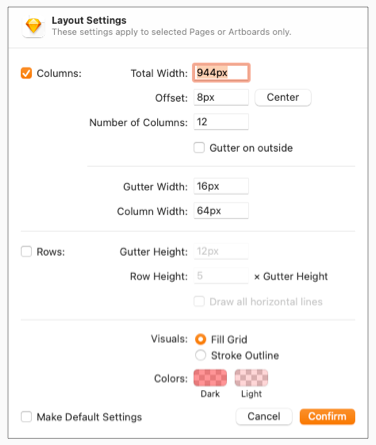 Layout Settings
These settings apply to selected Pages or Artboards only.
Columns: Total Width: 944px
Offset: 8px Center
Number of Columns: 12
Gutter on outside
Gutter Width: 16px
Column Width: 64px
Rows: Gutter Height: 12px
Row Height: 5 × Gutter Height
Draw all horizontal lines
Visuals: Fill Grid
Stroke Outline
Colors:
Dark Light
Make Default Settings Cancel Confirm